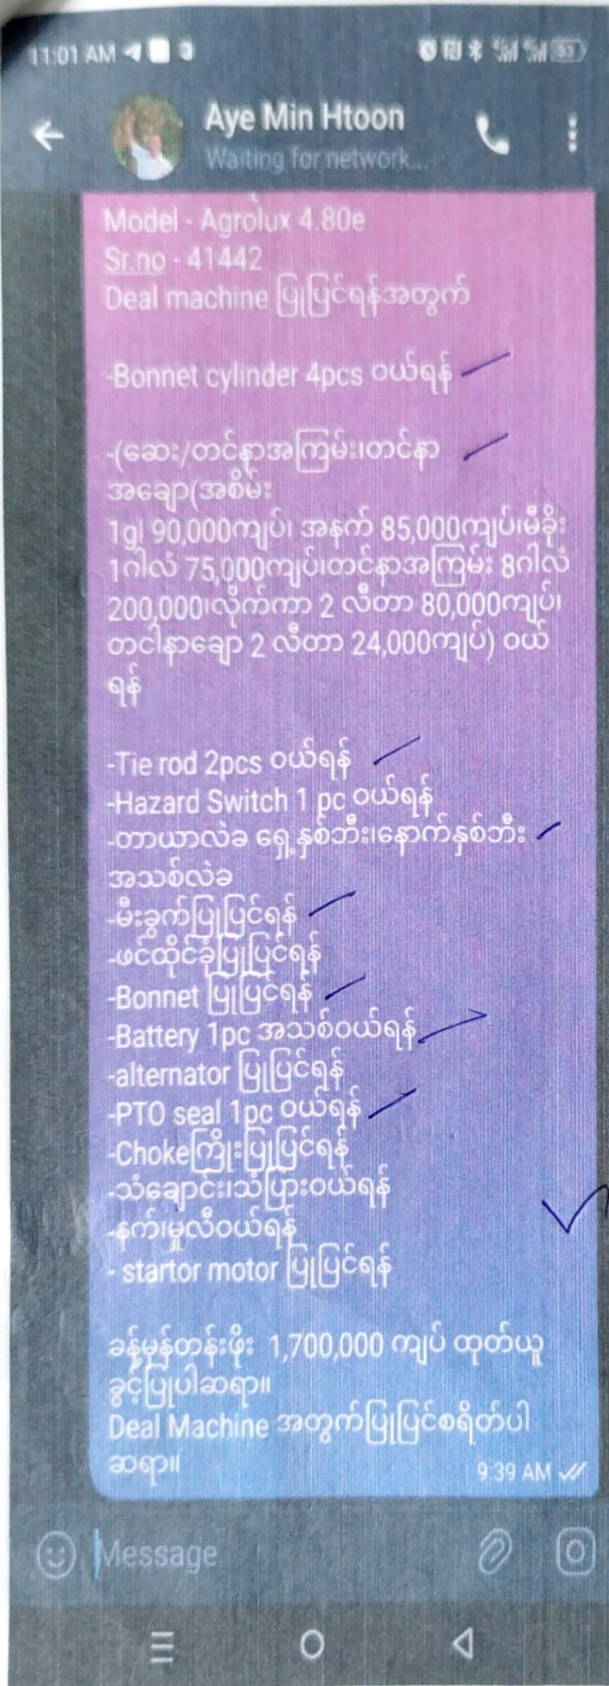 11:01 AM
53
Aye Min Htoon
Waiting for network...
Model - Agrolux 4.80e
Sr.no - 41442
Deal machine ပြုပြင်ရန်အတွက်
-Bonnet cylinder 4pcs ဝယ်ရန်
-(ဆေး/တင်နာအကြမ်း၊တင်နာ
အချော(အစိမ်း
1gl 90,000ကျပ်၊ အနက် 85,000ကျပ်၊မီခိုး
1ဂါလံ 75,000ကျပ်၊တင်နာအကြမ်း 8ဂါလံ
200,000၊လိုက်ကာ 2 လီတာ 80,000ကျပ်၊
တငါနာချော 2 လီတာ 24,000ကျပ်) ဝယ်
ရန်
-Tie rod 2pcs ဝယ်ရန်
-Hazard Switch 1 pc ဝယ်ရန်
-တာယာလဲခ ရှေ့နှစ်ဘီး၊နောက်နှစ်ဘီး
အသစ်လဲခ
-မီးခွက်ပြုပြင်ရန်
-ဖင်ထိုင်ခုံပြုပြင်ရန်
-Bonnet ပြုပြင်ရန်
-Battery 1pc အသစ်ဝယ်ရန်
-alternator ပြုပြင်ရန်
-PTO seal 1pc ဝယ်ရန်
-Chokeကြိုးပြုပြင်ရန်
-သံချောင်း၊သံပြားဝယ်ရန်
-နက်၊မူလီဝယ်ရန်
- startor motor ပြုပြင်ရန်
ခန့်မှန်တန်းဖိုး 1,700,000 ကျပ် ထုတ်ယူ
ခွင့်ပြုပါဆရာ။
Deal Machine အတွက်ပြုပြင်စရိတ်ပါ
ဆရာ။
9:39 AM
Message